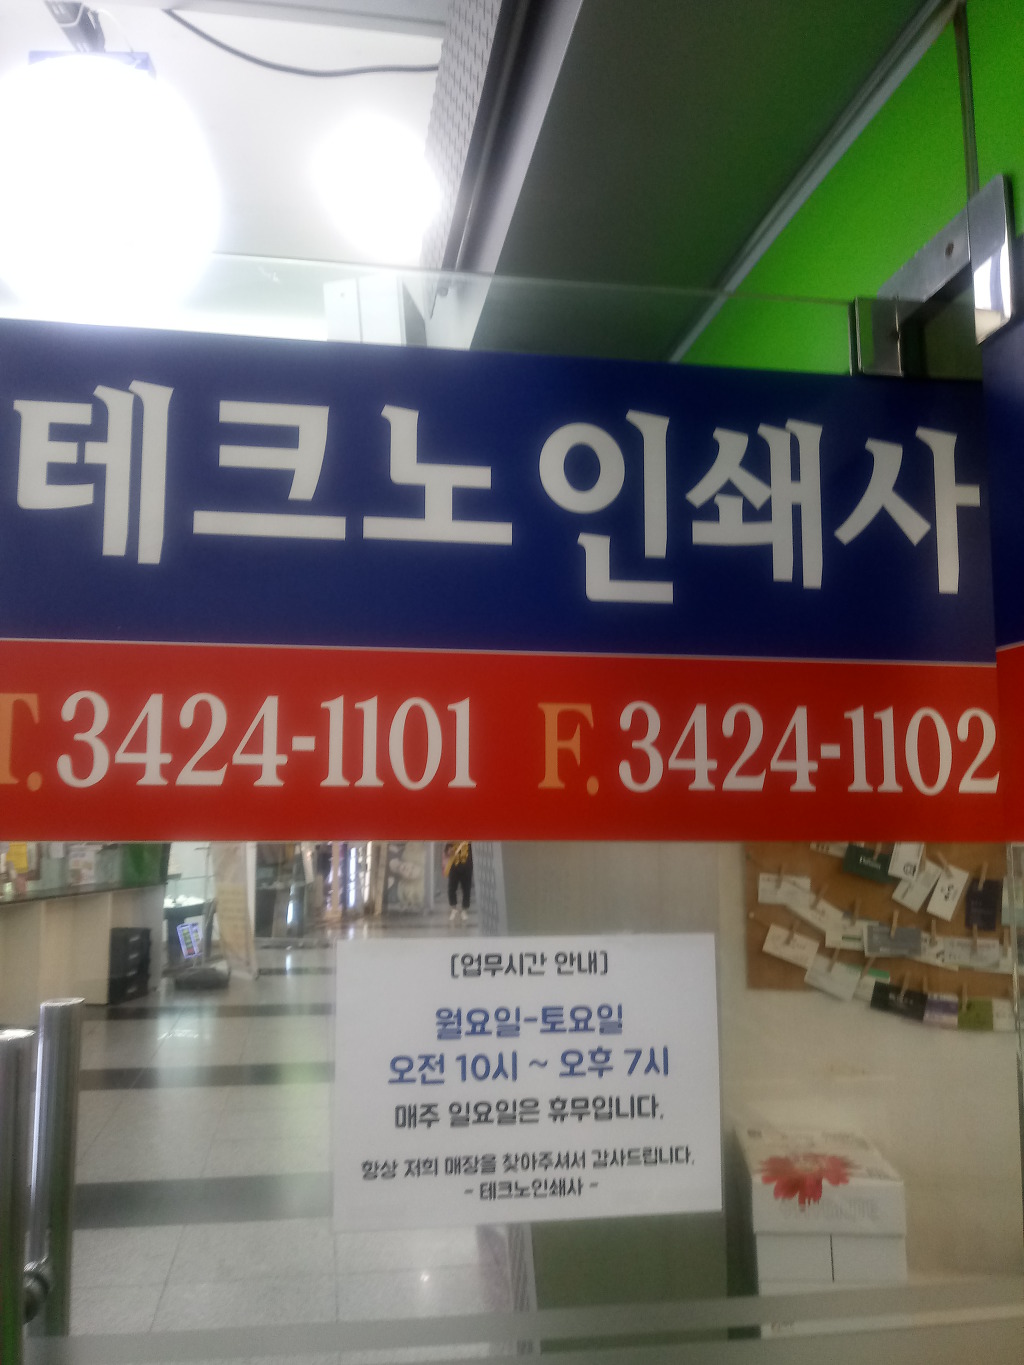 테크노인쇄사
T.3424-1101 F.3424-1102
[업무시간 안내]
월요일-토요일
오전 10시 ~ 오후 7시
매주 일요일은 휴무입니다.
항상 저희 매장을 찾아주셔서 감사드립니다.
- 테크노인쇄사 -